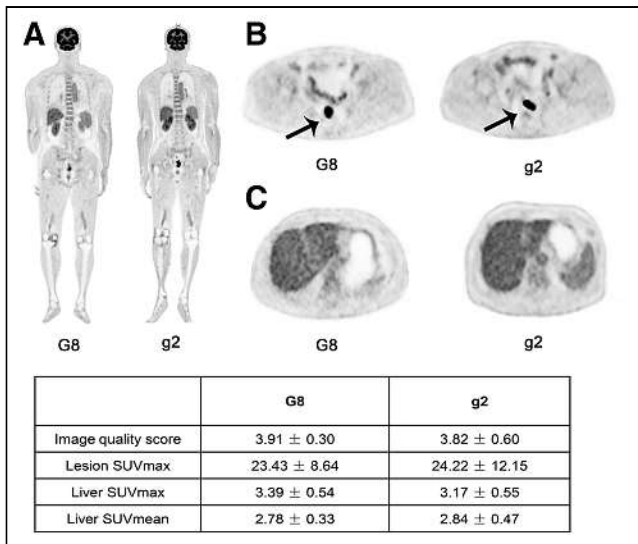 A
B
G8
g2
C
G8
g2
G8
g2
G8
g2
Image quality score
3.91 ± 0.30
3.82 ± 0.60
Lesion SUVmax
23.43 ± 8.64
24.22 ± 12.15
Liver SUVmax
3.39 ± 0.54
3.17 ± 0.55
Liver SUVmean
2.78 ± 0.33
2.84 ± 0.47